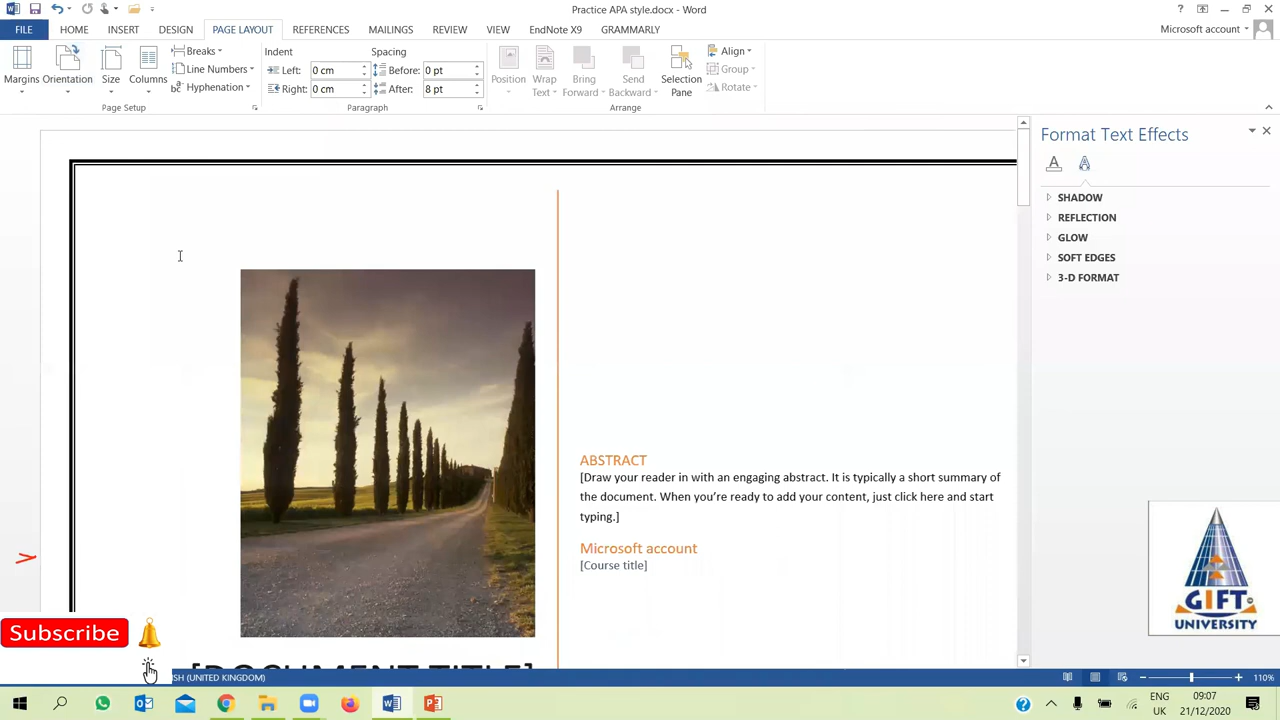 Practice APA style.docx - Word
FILE HOME INSERT DESIGN PAGE LAYOUT REFERENCES MAILINGS REVIEW VIEW EndNote X9 GRAMMARLY Microsoft account
Margins Orientation Size Columns
Breaks
Line Numbers
Hyphenation
Page Setup
Indent Spacing
Left: 0 cm Before: 0 pt
Right: 0 cm After: 8 pt
Paragraph
Position Wrap Text Bring Forward Send Backward Selection Pane
Align
Group
Rotate
Arrange
Format Text Effects
SHADOW
REFLECTION
GLOW
SOFT EDGES
3-D FORMAT
ABSTRACT
[Draw your reader in with an engaging abstract. It is typically a short summary of
the document. When you're ready to add your content, just click here and start
typing.]
Microsoft account
[Course title]
[DOCUMENT TITLE]
GIFT
UNIVERSITY
Subscribe
SH (UNITED KINGDOM)
110%
ENG
UK
09:07
21/12/2020